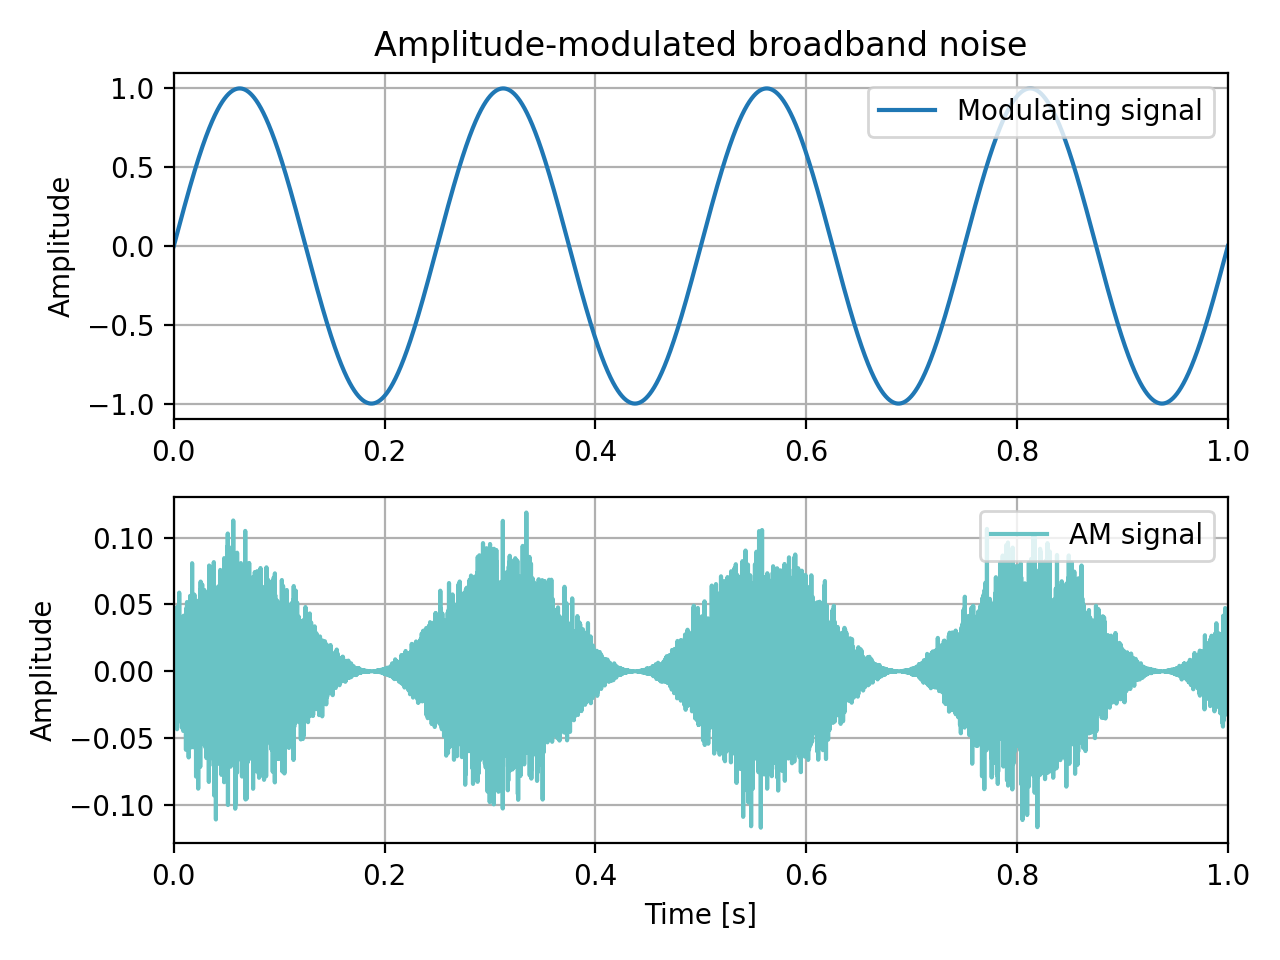 Amplitude-modulated broadband noise
Amplitude
1.0
0.5
0.0
−0.5
−1.0
Modulating signal
0.0 0.2 0.4 0.6 0.8 1.0
Amplitude
0.10
0.05
0.00
−0.05
−0.10
AM signal
0.0 0.2 0.4 0.6 0.8 1.0
Time [s]